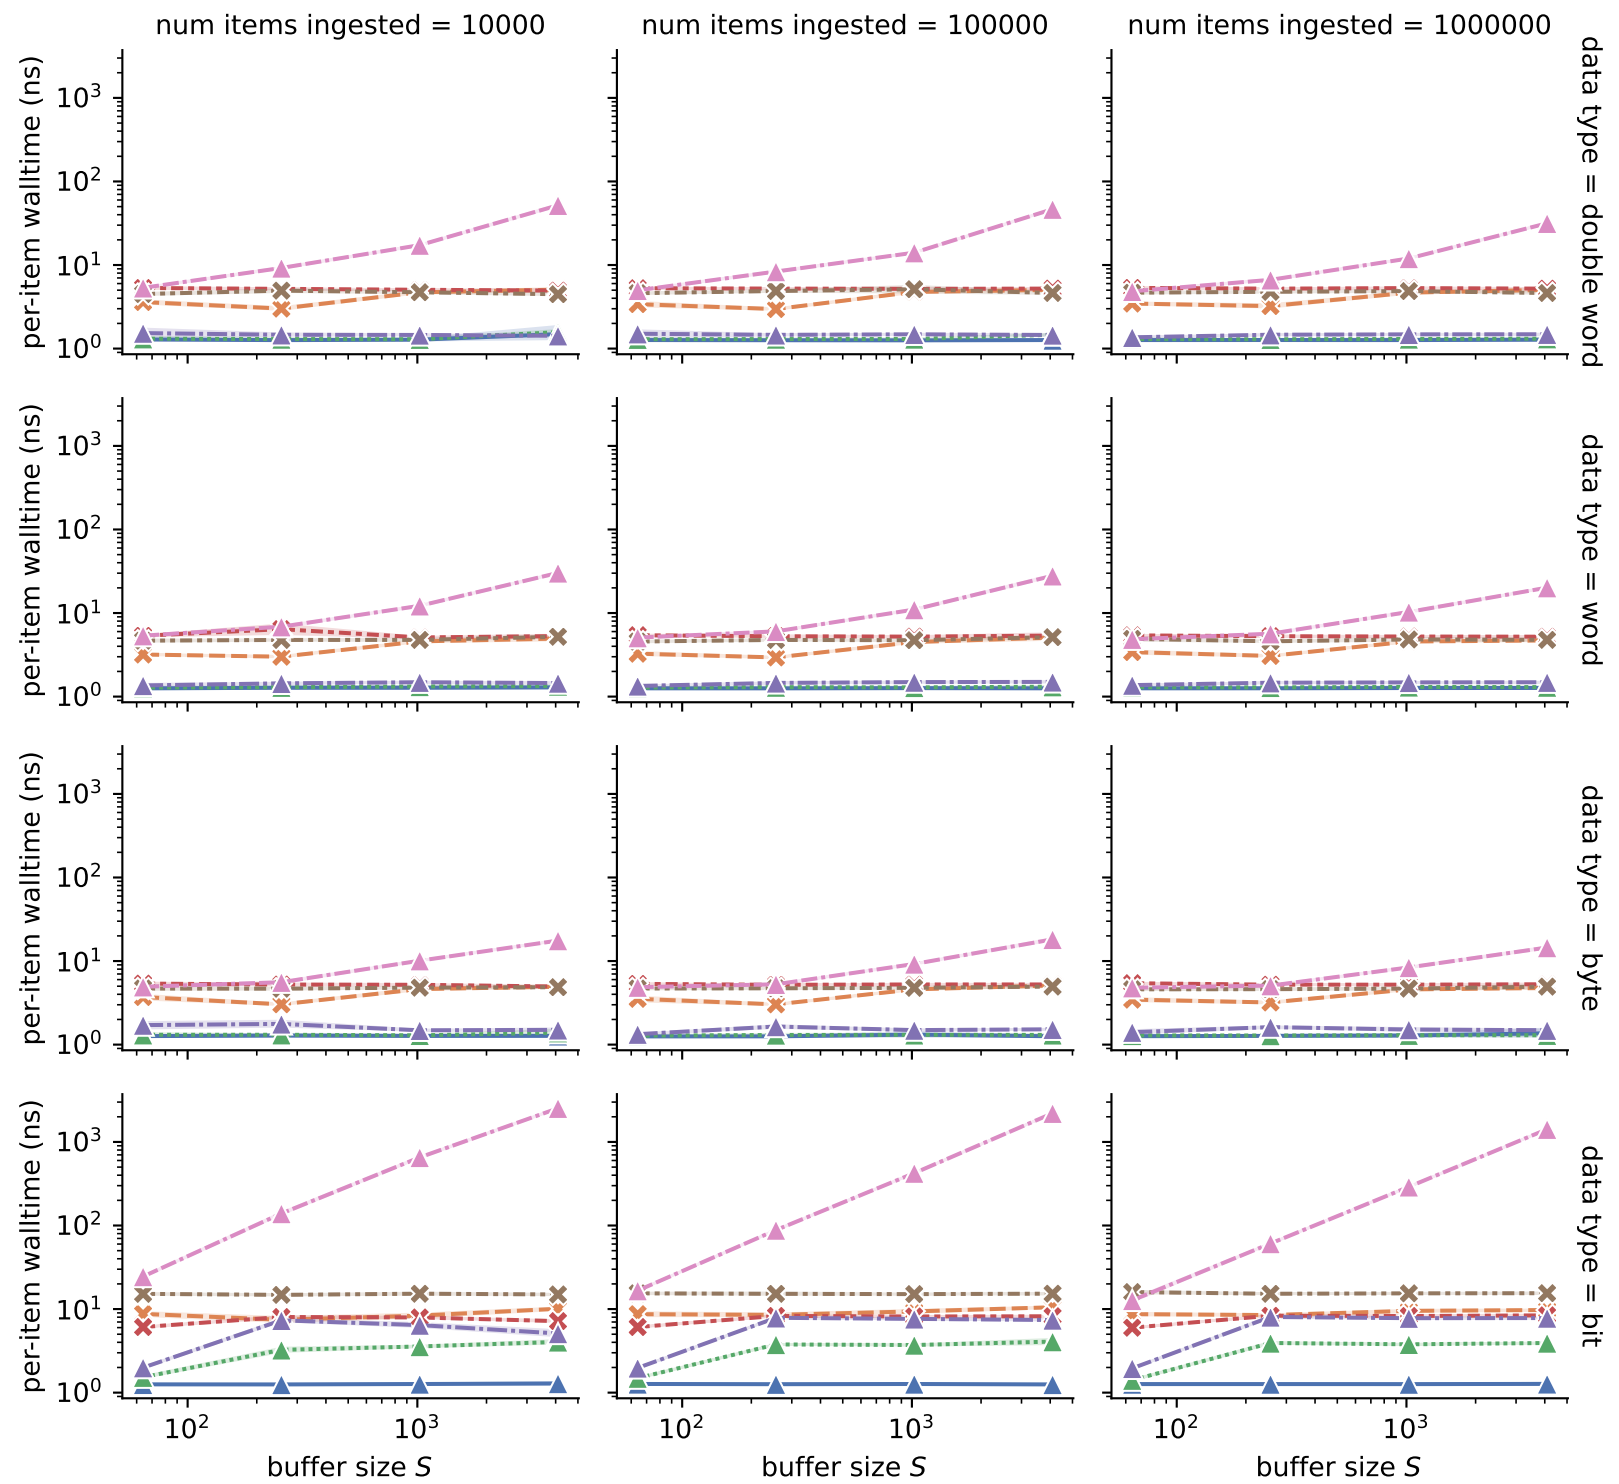 num items ingested = 10000
num items ingested = 100000
num items ingested = 1000000
per-item walltime (ns)
10³
10²
10¹
10⁰
data type = double word
per-item walltime (ns)
10³
10²
10¹
10⁰
data type = word
per-item walltime (ns)
10³
10²
10¹
10⁰
data type = byte
per-item walltime (ns)
10³
10²
10¹
10⁰
data type = bit
10² 10³ 10² 10³ 10² 10³
buffer size S
buffer size S
buffer size S